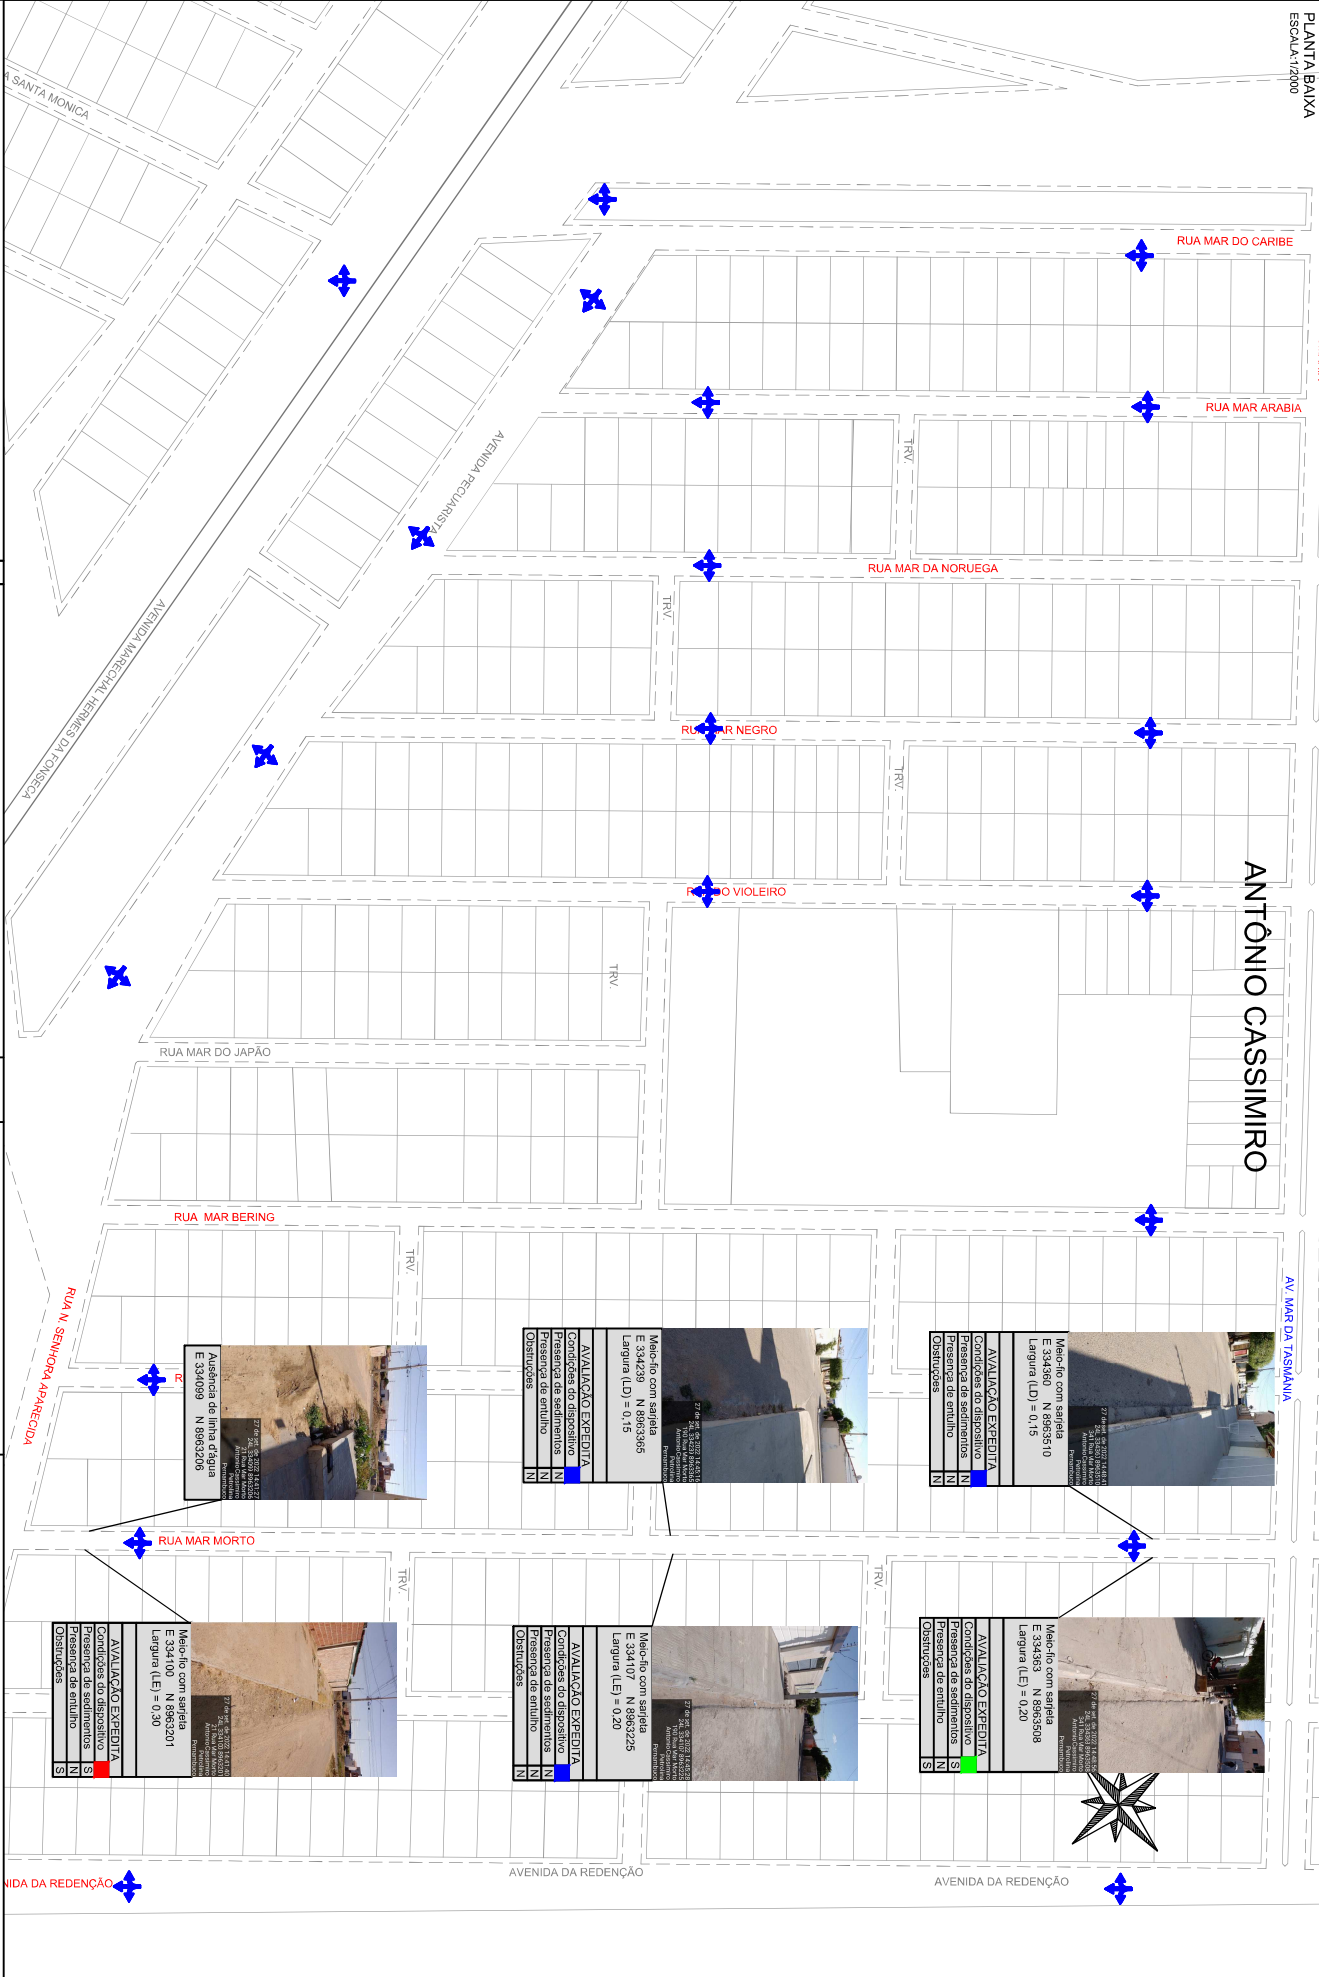 PLANTA BAIXA
ESCALA:1/2000
A SANTA MONICA
RUA MAR DO CARIBE
RUA MAR ARABIA
AVENIDA PECUARISTA
TRV.
RUA MAR DA NORUEGA
TRV.
AVENIDA MARECHAL HERMES DA FONSECA
NEGRO
TRV.
VIOLEIRO
ANTÔNIO CASSIMIRO
TRV.
RUA MAR DO JAPÃO
RUA MAR BERING
TRV.
AV. MAR DA TASMÂNIA
RUA N. SENHORA APARECIDA
Ausência de linha d'água
E 334099 N 8963206
Meio-fio com sarjeta
E 334239 N 8963365
Largura (LD) = 0,15
AVALIAÇÃO EXPEDITA
Condições do dispositivo
Presença de sedimentos N
Presença de entulho N
Obstruções N
Meio-fio com sarjeta
E 334360 N 8963510
Largura (LD) = 0,15
AVALIAÇÃO EXPEDITA
Condições do dispositivo
Presença de sedimentos N
Presença de entulho N
Obstruções N
RUA MAR MORTO
TRV.
TRV.
Meio-fio com sarjeta
E 334100 N 8963201
Largura (LE) = 0,30
AVALIAÇÃO EXPEDITA
Condições do dispositivo
Presença de sedimentos S
Presença de entulho N
Obstruções S
Meio-fio com sarjeta
E 334107 N 8963225
Largura (LE) = 0,20
AVALIAÇÃO EXPEDITA
Condições do dispositivo
Presença de sedimentos N
Presença de entulho N
Obstruções N
Meio-fio com sarjeta
E 334363 N 8963508
Largura (LE) = 0,20
AVALIAÇÃO EXPEDITA
Condições do dispositivo
Presença de sedimentos S
Presença de entulho N
Obstruções S
NIDA DA REDENÇÃO
AVENIDA DA REDENÇÃO
AVENIDA DA REDENÇÃO